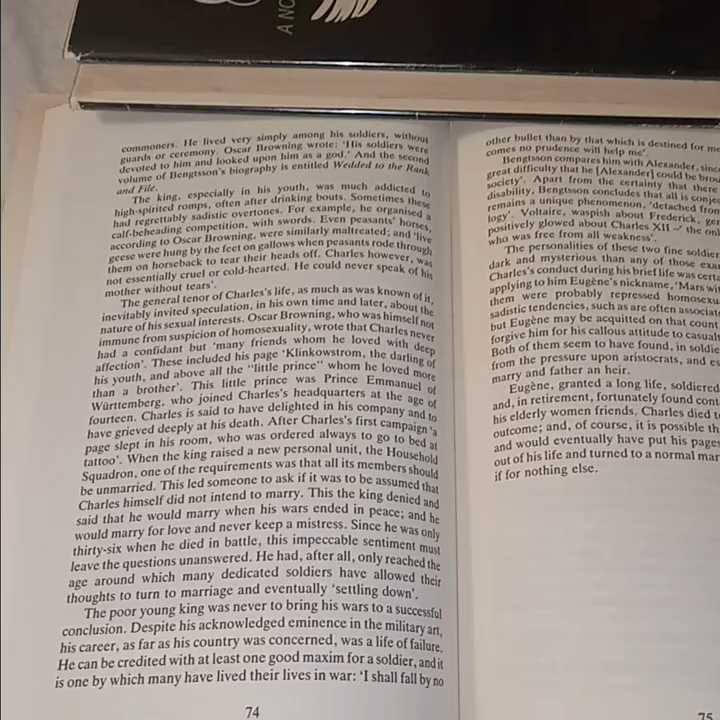 A NO
commoners. He lived very simply among his soldiers, without
guards or ceremony. Oscar Browning wrote: 'His soldiers were
devoted to him and looked upon him as a god.' And the second
volume of Bengtsson's biography is entitled Wedded to the Rank
and File.
The king, especially in his youth, was much addicted to
high-spirited romps, often after drinking bouts. Sometimes these
had regrettably sadistic overtones. For example, he organised a
calf-beheading competition, with swords. Even peasants' horses,
according to Oscar Browning, were similarly maltreated; and 'live
geese were hung by the feet on gallows when peasants rode through
them on horseback to tear their heads off. Charles however, was
not essentially cruel or cold-hearted. He could never speak of his
mother without tears'.
The general tenor of Charles's life, as much as was known of it,
inevitably invited speculation, in his own time and later, about the
nature of his sexual interests. Oscar Browning, who was himself not
immune from suspicion of homosexuality, wrote that Charles never
had a confidant but 'many friends whom he loved with deep
affection'. These included his page 'Klinkowstrom, the darling of
his youth, and above all the "little prince" whom he loved more
than a brother'. This little prince was Prince Emmanuel of
Württemberg, who joined Charles's headquarters at the age of
fourteen. Charles is said to have delighted in his company and to
have grieved deeply at his death. After Charles's first campaign 'a
page slept in his room, who was ordered always to go to bed at
tattoo'. When the king raised a new personal unit, the Household
Squadron, one of the requirements was that all its members should
be unmarried. This led someone to ask if it was to be assumed that
Charles himself did not intend to marry. This the king denied and
said that he would marry when his wars ended in peace; and he
would marry for love and never keep a mistress. Since he was only
thirty-six when he died in battle, this impeccable sentiment must
leave the questions unanswered. He had, after all, only reached the
age around which many dedicated soldiers have allowed their
thoughts to turn to marriage and eventually 'settling down'.
The poor young king was never to bring his wars to a successful
conclusion. Despite his acknowledged eminence in the military art,
his career, as far as his country was concerned, was a life of failure.
He can be credited with at least one good maxim for a soldier, and it
is one by which many have lived their lives in war: 'I shall fall by no
74
other bullet than by that which is destined for me
comes no prudence will help me'.
Bengtsson compares him with Alexander, sinc
great difficulty that he [Alexander] could be brou
society'. Apart from the certainty that there
disability, Bengtsson concludes that all is conjec
remains a unique phenomenon, 'detached from
logy'. Voltaire, waspish about Frederick, ger
positively glowed about Charles XII – 'the onl
who was free from all weakness'.
'The personalities of these two fine soldier
dark and mysterious than any of those exa
Charles's conduct during his brief life was certa
applying to him Eugène's nickname, 'Mars wit
them were probably repressed homosexu
sadistic tendencies, such as are often associat
but Eugène may be acquitted on that count
forgive him for his callous attitude to casualt
Both of them seem to have found, in soldie
from the pressure upon aristocrats, and es
marry and father an heir.
Eugène, granted a long life, soldiered
and, in retirement, fortunately found cont
his elderly women friends. Charles died t
outcome; and, of course, it is possible th
and would eventually have put his pages
out of his life and turned to a normal mar
if for nothing else.
75